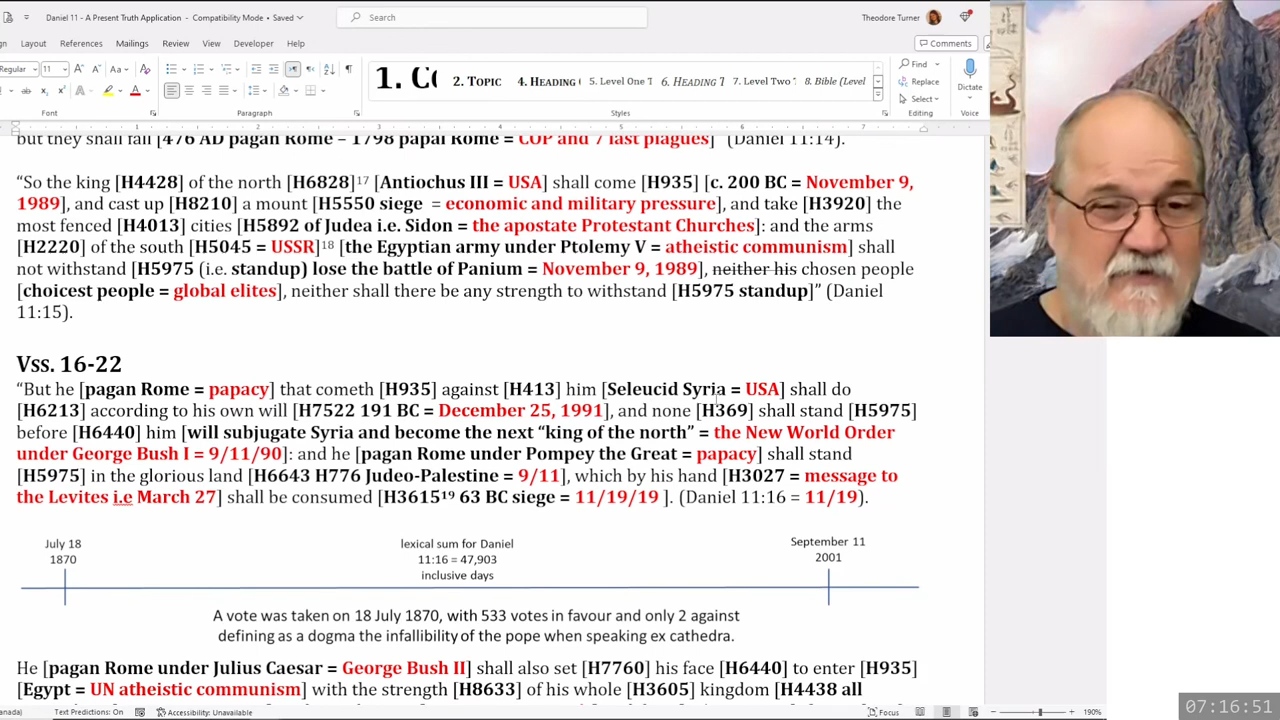 Daniel 11 - A Present Truth Application - Compatibility Mode • Saved
Search
Theodore Turner
Layout References Mailings Review View Developer Help
Comments
Regular 11 Aa
1. Co 2. Topic 4. Heading 5. Level One T 6. Heading T 7. Level Two 8. Bible (Level
Find
Replace
Select
Dictate
Font
Paragraph
Styles
Editing
Voice
but they shall fall [476 AD pagan Rome – 1798 papal Rome = COP and 7 last plagues]” (Daniel 11:14).
“So the king [H4428] of the north [H6828]17 [Antiochus III = USA] shall come [H935] [c. 200 BC = November 9,
1989], and cast up [H8210] a mount [H5550 siege = economic and military pressure], and take [H3920] the
most fenced [H4013] cities [H5892 of Judea i.e. Sidon = the apostate Protestant Churches]: and the arms
[H2220] of the south [H5045 = USSR]18 [the Egyptian army under Ptolemy V = atheistic communism] shall
not withstand [H5975 (i.e. standup) lose the battle of Panium = November 9, 1989], neither his chosen people
[choicest people = global elites], neither shall there be any strength to withstand [H5975 standup]” (Daniel
11:15).
Vss. 16-22
“But he [pagan Rome = papacy] that cometh [H935] against [H413] him [Seleucid Syria = USA] shall do
[H6213] according to his own will [H7522 191 BC = December 25, 1991], and none [H369] shall stand [H5975]
before [H6440] him [will subjugate Syria and become the next “king of the north” = the New World Order
under George Bush I = 9/11/90]: and he [pagan Rome under Pompey the Great = papacy] shall stand
[H5975] in the glorious land [H6643 H776 Judeo-Palestine = 9/11], which by his hand [H3027 = message to
the Levites i.e March 27] shall be consumed [H361519 63 BC siege = 11/19/19 ]. (Daniel 11:16 = 11/19).
July 18
1870
lexical sum for Daniel
11:16 = 47,903
inclusive days
September 11
2001
A vote was taken on 18 July 1870, with 533 votes in favour and only 2 against
defining as a dogma the infallibility of the pope when speaking ex cathedra.
He [pagan Rome under Julius Caesar = George Bush II] shall also set [H7760] his face [H6440] to enter [H935]
[Egypt = UN atheistic communism] with the strength [H8633] of his whole [H3605] kingdom [H4438 all
Canada) Text Predictions: On Accessibility: Unavailable
Focus
190%
07:16:51